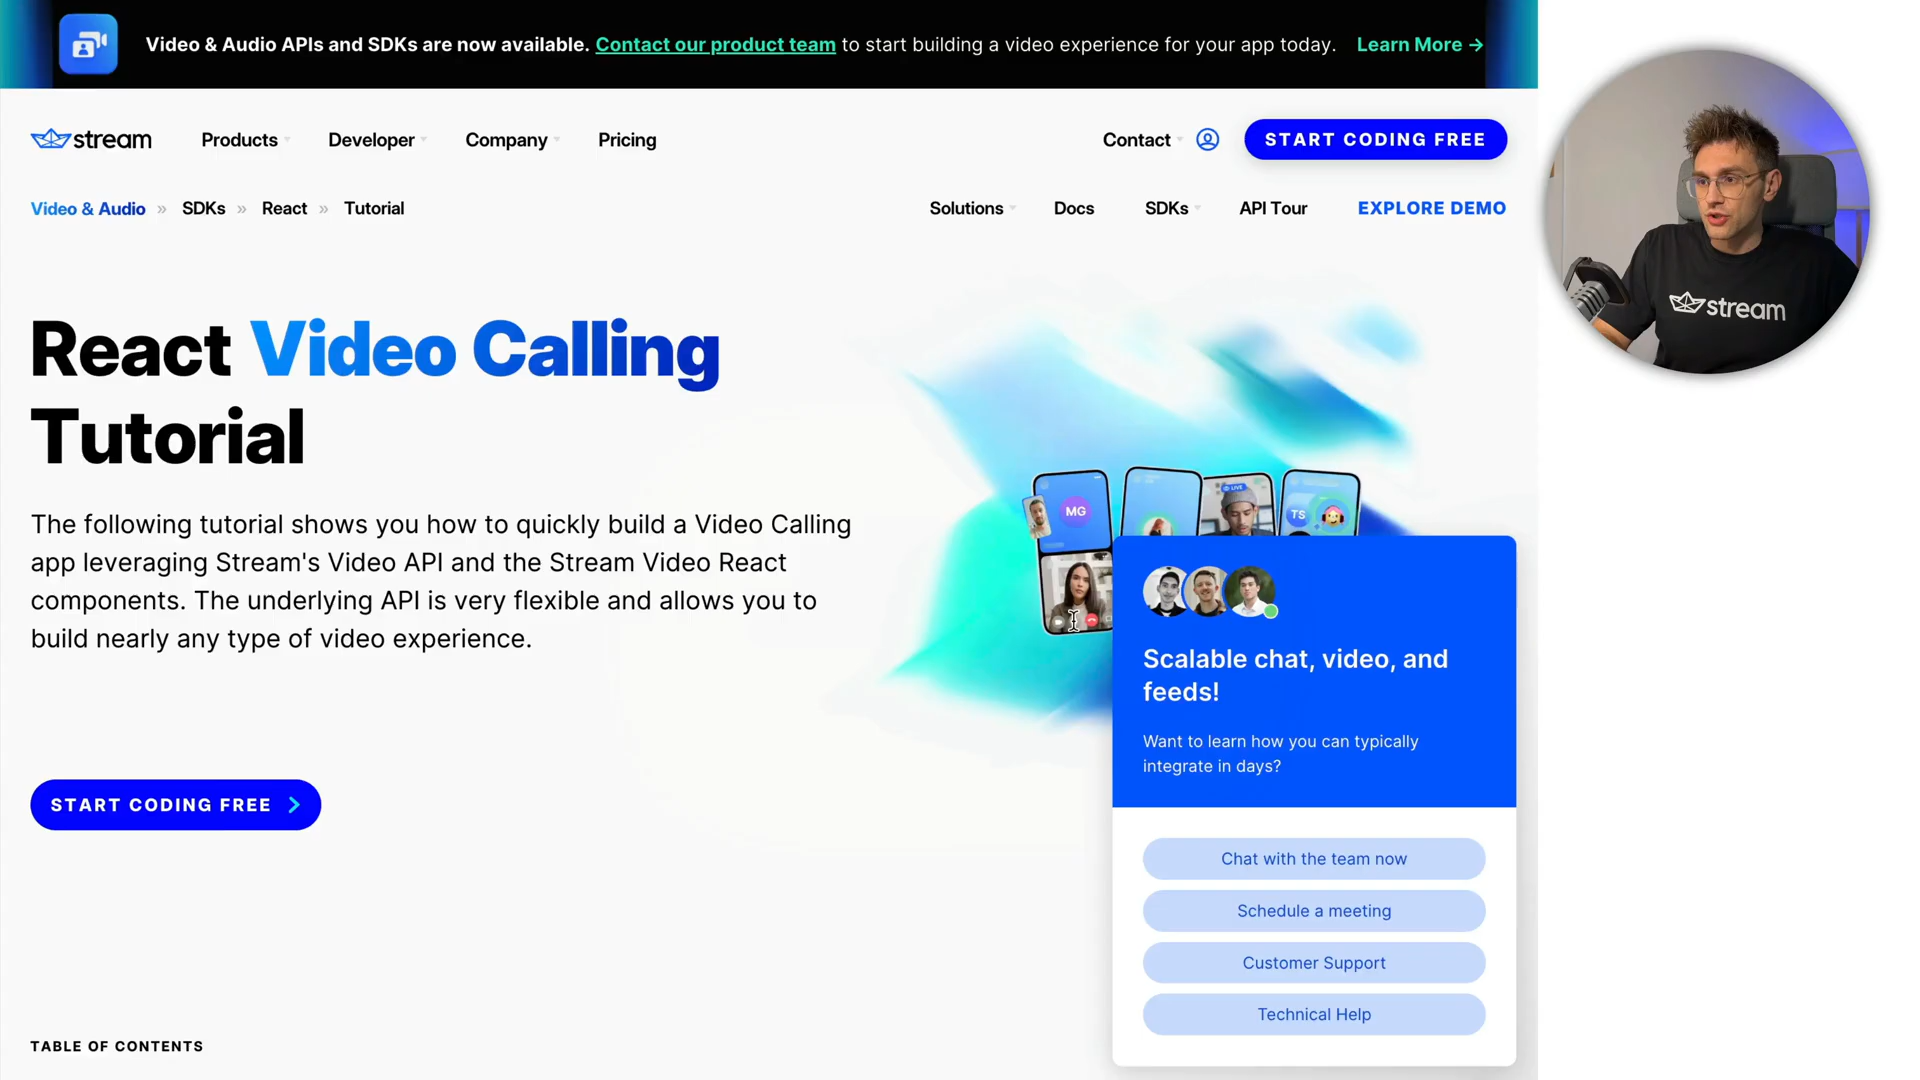 Video & Audio APIs and SDKs are now available. Contact our product team to start building a video experience for your app today. Learn More →
stream Products Developer Company Pricing Contact START CODING FREE
Video & Audio » SDKs » React » Tutorial Solutions Docs SDKs API Tour EXPLORE DEMO
stream
React Video Calling
Tutorial
The following tutorial shows you how to quickly build a Video Calling
app leveraging Stream's Video API and the Stream Video React
components. The underlying API is very flexible and allows you to
build nearly any type of video experience.
START CODING FREE
MG
LIVE
TS
Scalable chat, video, and
feeds!
Want to learn how you can typically
integrate in days?
Chat with the team now
Schedule a meeting
Customer Support
Technical Help
TABLE OF CONTENTS